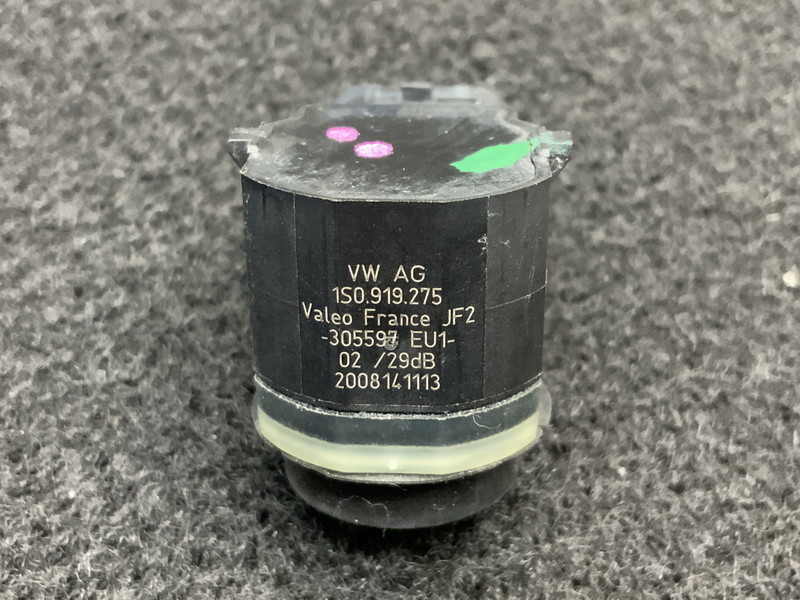 VW AG
1S0.919.275
Valeo France JF2
-305597 EU1-
02 /29dB
2008141113